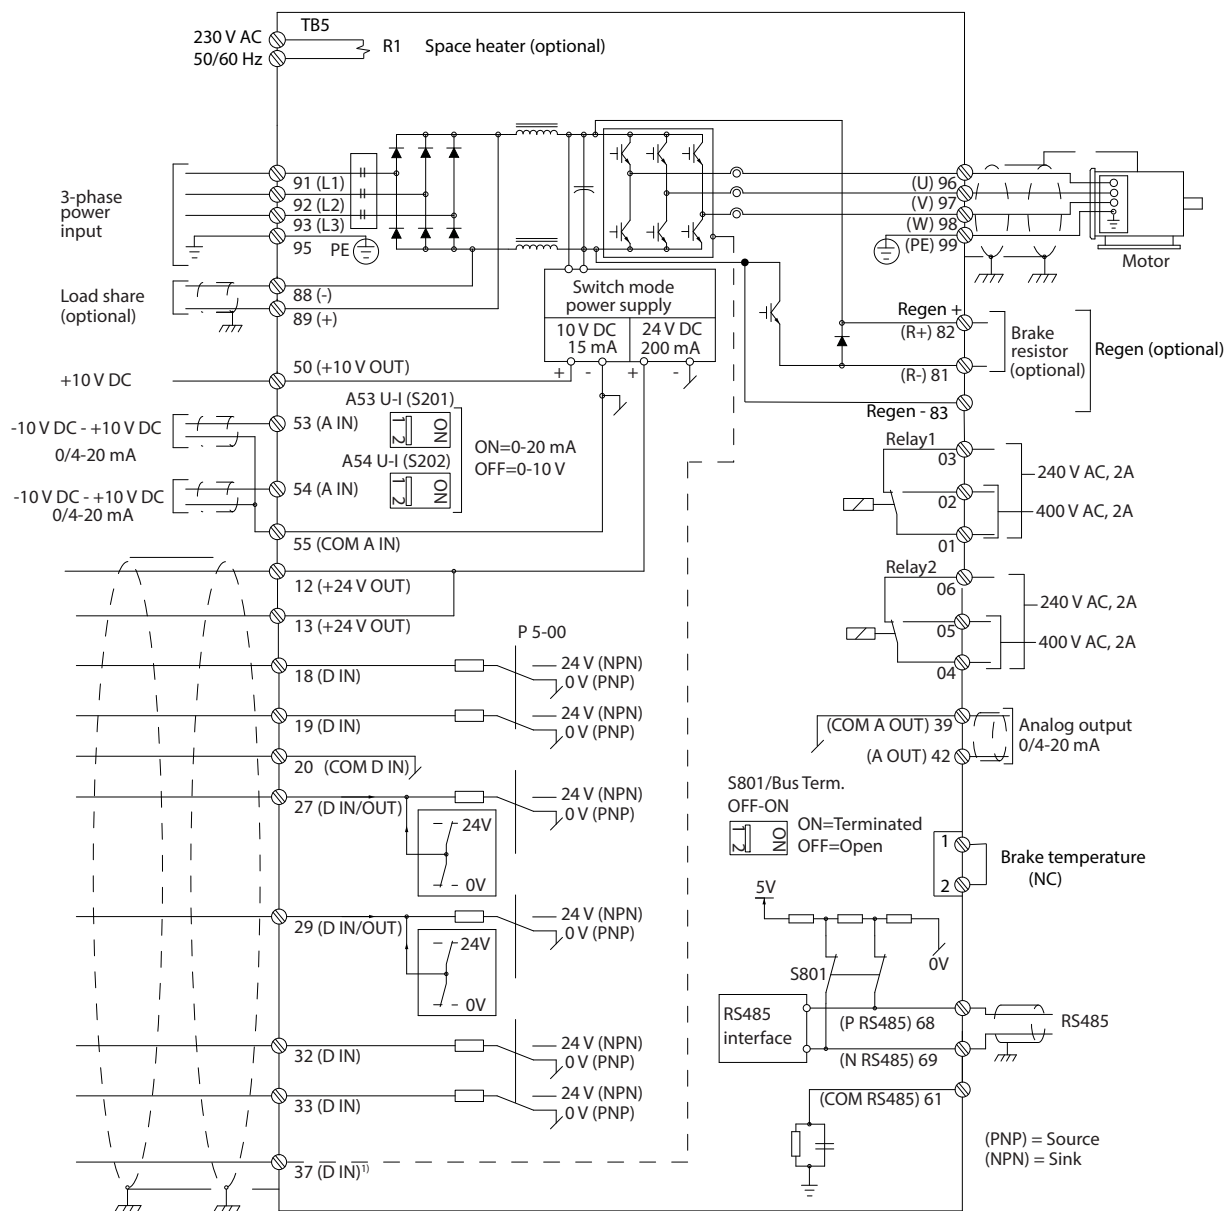 TB5
230 V AC
50/60 Hz
R1
Space heater (optional)
3-phase
power
input
91 (L1)
92 (L2)
93 (L3)
95
PE
(U) 96
(V) 97
(W) 98
(PE) 99
Motor
Load share
(optional)
88 (-)
89 (+)
Switch mode
power supply
10 V DC
15 mA
24 V DC
200 mA
+ - + -
Regen +
(R+) 82
Brake
resistor
(optional)
Regen (optional)
(R-) 81
Regen - 83
+10 V DC
50 (+10 V OUT)
-10 V DC - +10 V DC
0/4-20 mA
53 (A IN)
A53 U-I (S201)
1 2
ON
A54 U-I (S202)
1 2
ON
ON=0-20 mA
OFF=0-10 V
-10 V DC - +10 V DC
0/4-20 mA
54 (A IN)
55 (COM A IN)
Relay1
03
02
01
240 V AC, 2A
400 V AC, 2A
12 (+24 V OUT)
13 (+24 V OUT)
Relay2
06
05
04
240 V AC, 2A
400 V AC, 2A
P 5-00
18 (D IN)
24 V (NPN)
0 V (PNP)
19 (D IN)
24 V (NPN)
0 V (PNP)
20 (COM D IN)
27 (D IN/OUT)
24 V (NPN)
0 V (PNP)
24V
0V
29 (D IN/OUT)
24 V (NPN)
0 V (PNP)
24V
0V
32 (D IN)
24 V (NPN)
0 V (PNP)
33 (D IN)
24 V (NPN)
0 V (PNP)
37 (D IN)1)
(COM A OUT) 39
(A OUT) 42
Analog output
0/4-20 mA
S801/Bus Term.
OFF-ON
1 2
ON
ON=Terminated
OFF=Open
1
2
Brake temperature
(NC)
5V
0V
S801
RS485
interface
(P RS485) 68
(N RS485) 69
RS485
(COM RS485) 61
(PNP) = Source
(NPN) = Sink